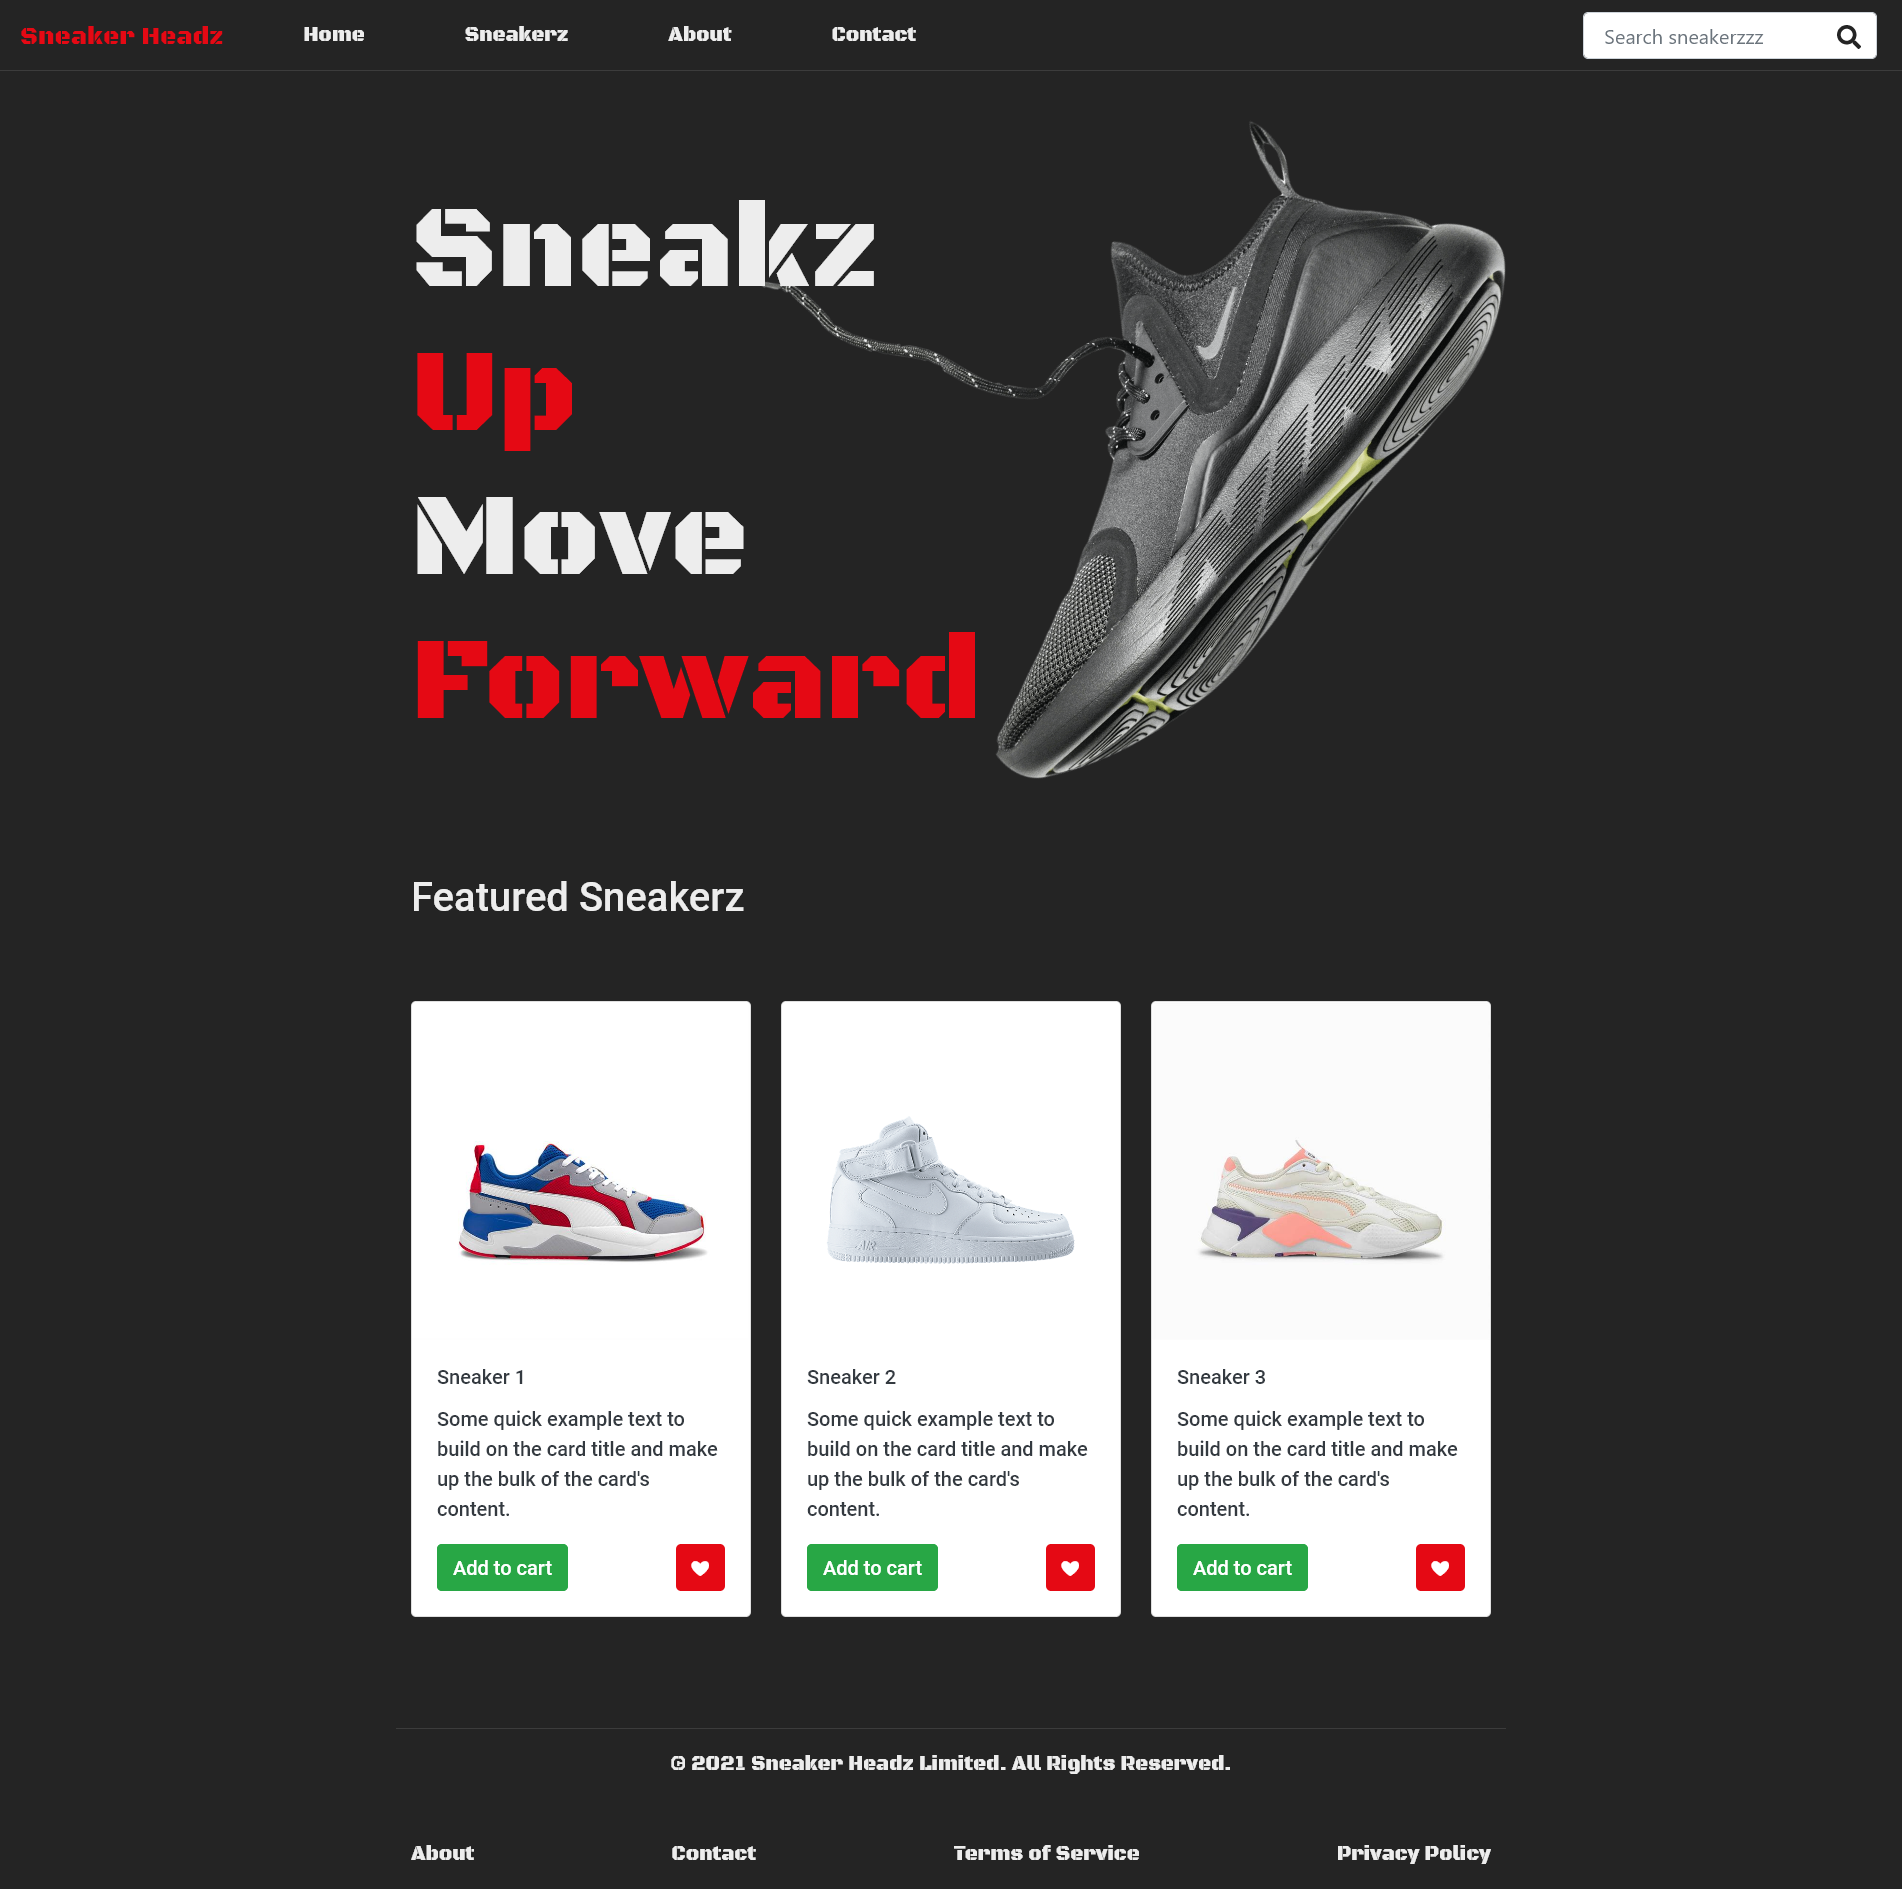 Sneaker Headz Home Sneakerz About Contact Search sneakerzzz
Sneakz
Up
Move
Forward
Featured Sneakerz
AIR
Sneaker 1
Some quick example text to
build on the card title and make
up the bulk of the card's
content.
Add to cart
Sneaker 2
Some quick example text to
build on the card title and make
up the bulk of the card's
content.
Add to cart
Sneaker 3
Some quick example text to
build on the card title and make
up the bulk of the card's
content.
Add to cart
© 2021 Sneaker Headz Limited. All Rights Reserved.
About Contact Terms of Service Privacy Policy